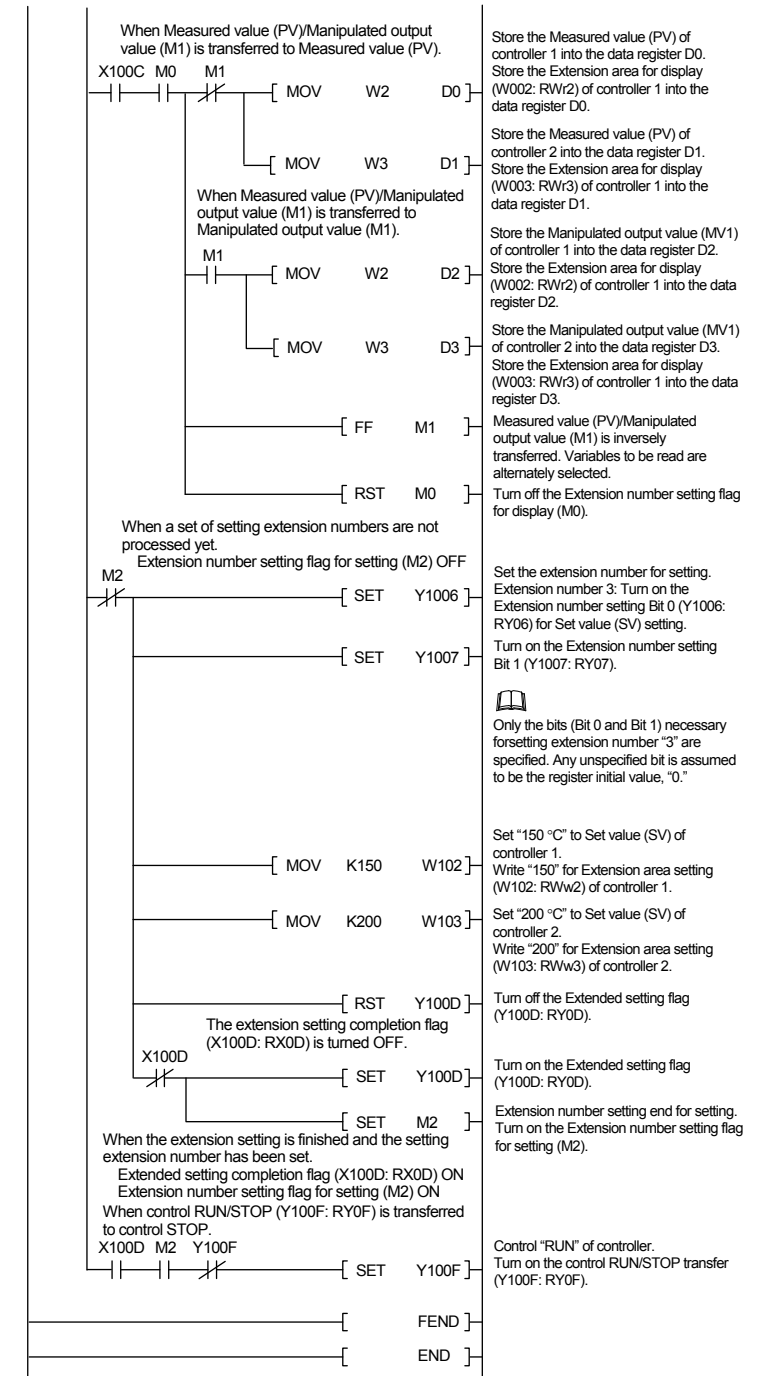 When Measured value (PV)/Manipulated output
value (M1) is transferred to Measured value (PV).
X100C M0 M1
MOV W2 D0
Store the Measured value (PV) of
controller 1 into the data register D0.
Store the Extension area for display
(W002: RWr2) of controller 1 into the
data register D0.
MOV W3 D1
Store the Measured value (PV) of
controller 2 into the data register D1.
Store the Extension area for display
(W003: RWr3) of controller 1 into the
data register D1.
When Measured value (PV)/Manipulated
output value (M1) is transferred to
Manipulated output value (M1).
M1
MOV W2 D2
Store the Manipulated output value (MV1)
of controller 1 into the data register D2.
Store the Extension area for display
(W002: RWr2) of controller 1 into the data
register D2.
MOV W3 D3
Store the Manipulated output value (MV1)
of controller 2 into the data register D3.
Store the Extension area for display
(W003: RWr3) of controller 1 into the data
register D3.
FF M1
Measured value (PV)/Manipulated
output value (M1) is inversely
transferred. Variables to be read are
alternately selected.
RST M0
Turn off the Extension number setting flag
for display (M0).
When a set of setting extension numbers are not
processed yet.
Extension number setting flag for setting (M2) OFF
M2
SET Y1006
Set the extension number for setting.
Extension number 3: Turn on the
Extension number setting Bit 0 (Y1006:
RY06) for Set value (SV) setting.
SET Y1007
Turn on the Extension number setting
Bit 1 (Y1007: RY07).
Only the bits (Bit 0 and Bit 1) necessary
forsetting extension number “3” are
specified. Any unspecified bit is assumed
to be the register initial value, “0.”
MOV K150 W102
Set “150 °C” to Set value (SV) of
controller 1.
Write “150” for Extension area setting
(W102: RWw2) of controller 1.
MOV K200 W103
Set “200 °C” to Set value (SV) of
controller 2.
Write “200” for Extension area setting
(W103: RWw3) of controller 2.
RST Y100D
Turn off the Extended setting flag
(Y100D: RY0D).
The extension setting completion flag
(X100D: RX0D) is turned OFF.
X100D
SET Y100D
Turn on the Extended setting flag
(Y100D: RY0D).
SET M2
Extension number setting end for setting.
Turn on the Extension number setting flag
for setting (M2).
When the extension setting is finished and the setting
extension number has been set.
Extended setting completion flag (X100D: RX0D) ON
Extension number setting flag for setting (M2) ON
When control RUN/STOP (Y100F: RY0F) is transferred
to control STOP.
X100D M2 Y100F
SET Y100F
Control “RUN” of controller.
Turn on the control RUN/STOP transfer
(Y100F: RY0F).
FEND
END